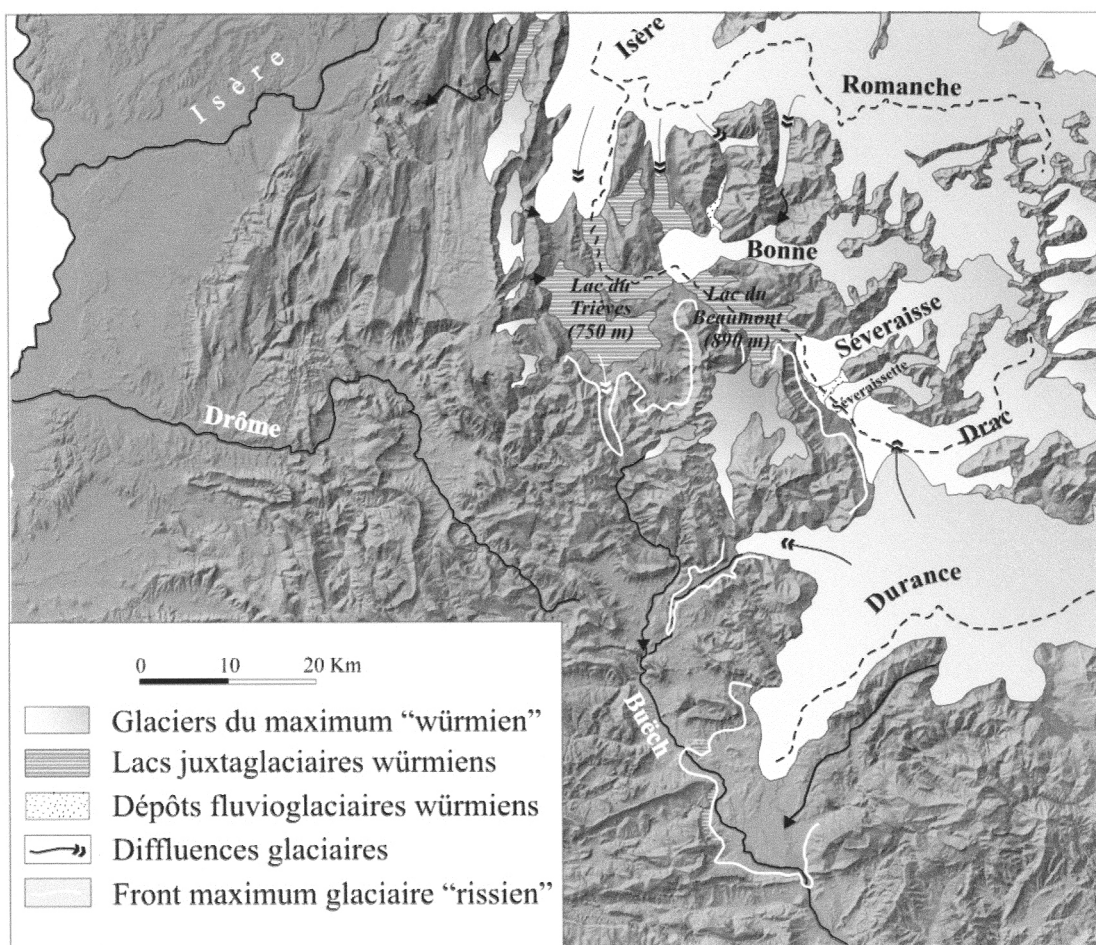 Isère
Isère
Romanche
Bonne
Lac du
Trièves
(750 m)
Lac du
Beaumont
(890 m)
Séveraisse
Séveraissette
Drac
Drôme
Durance
Buëch
0 10 20 Km
Glaciers du maximum “würmien”
Lacs juxtaglaciaires würmiens
Dépôts fluvioglaciaires würmiens
Diffluences glaciaires
Front maximum glaciaire “rissien”